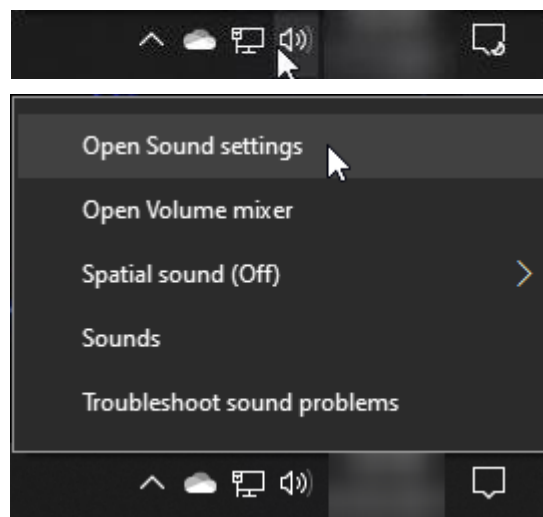 Open Sound settings
Open Volume mixer
Spatial sound (Off)
Sounds
Troubleshoot sound problems